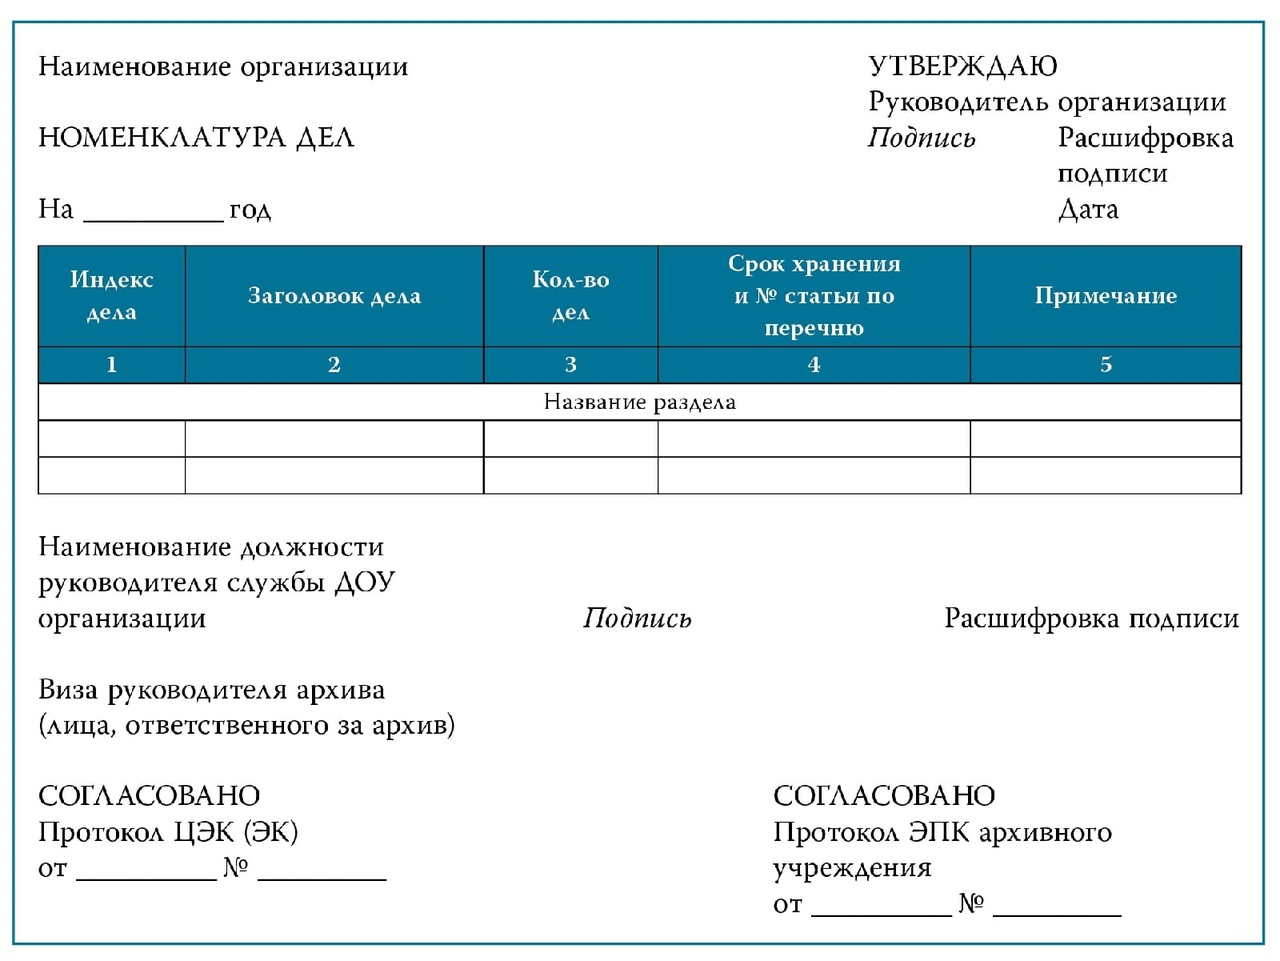 Наименование организации
УТВЕРЖДАЮ
Руководитель организации
НОМЕНКЛАТУРА ДЕЛ
Подпись Расшифровка
подписи
На __________ год
Дата
Индекс
дела
Заголовок дела
Кол-во
дел
Срок хранения
и № статьи по
перечню
Примечание
1 2 3 4 5
Название раздела
Наименование должности
руководителя службы ДОУ
организации Подпись Расшифровка подписи
Виза руководителя архива
(лица, ответственного за архив)
СОГЛАСОВАНО
Протокол ЦЭК (ЭК)
от __________ № _________
СОГЛАСОВАНО
Протокол ЭПК архивного
учреждения
от __________ № _________